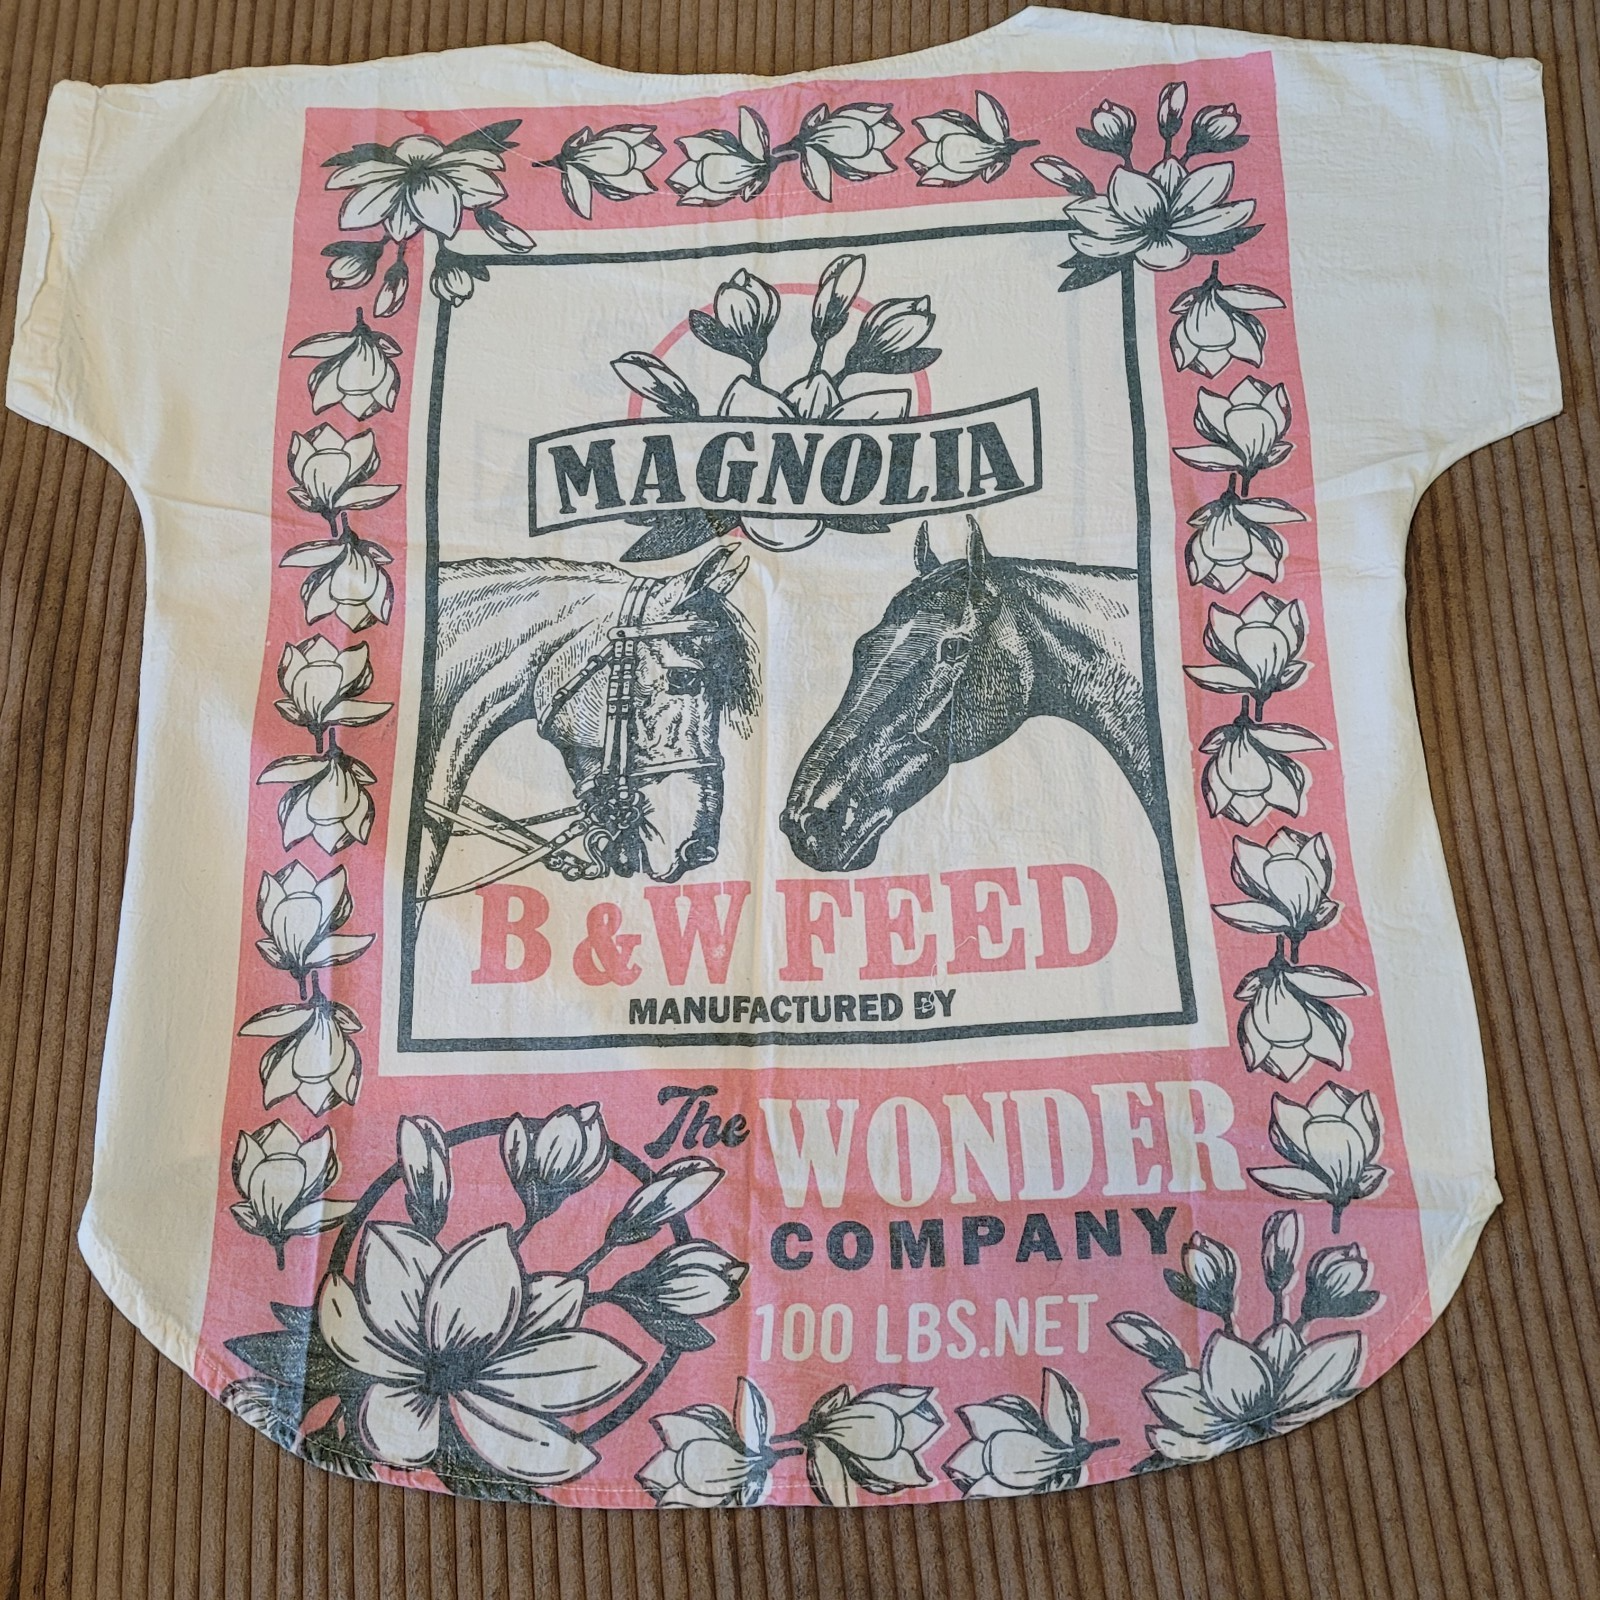 MAGNOLIA
B & W FEED
MANUFACTURED BY
The WONDER
COMPANY
100 LBS.NET